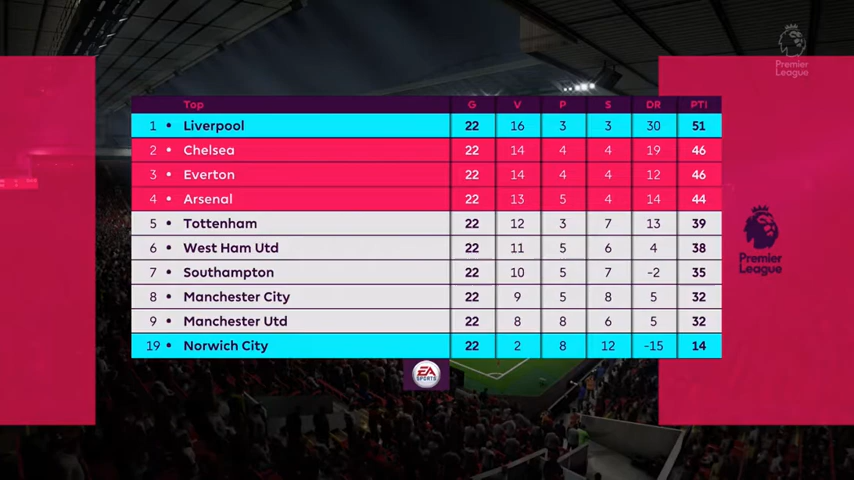 Premier
League
Top G V P S DR PTI
1 • Liverpool 22 16 3 3 30 51
2 • Chelsea 22 14 4 4 19 46
3 • Everton 22 14 4 4 12 46
4 • Arsenal 22 13 5 4 14 44
5 • Tottenham 22 12 3 7 13 39
6 • West Ham Utd 22 11 5 6 4 38
7 • Southampton 22 10 5 7 -2 35
8 • Manchester City 22 9 5 8 5 32
9 • Manchester Utd 22 8 8 6 5 32
19 • Norwich City 22 2 8 12 -15 14
Premier
League
EA
SPORTS